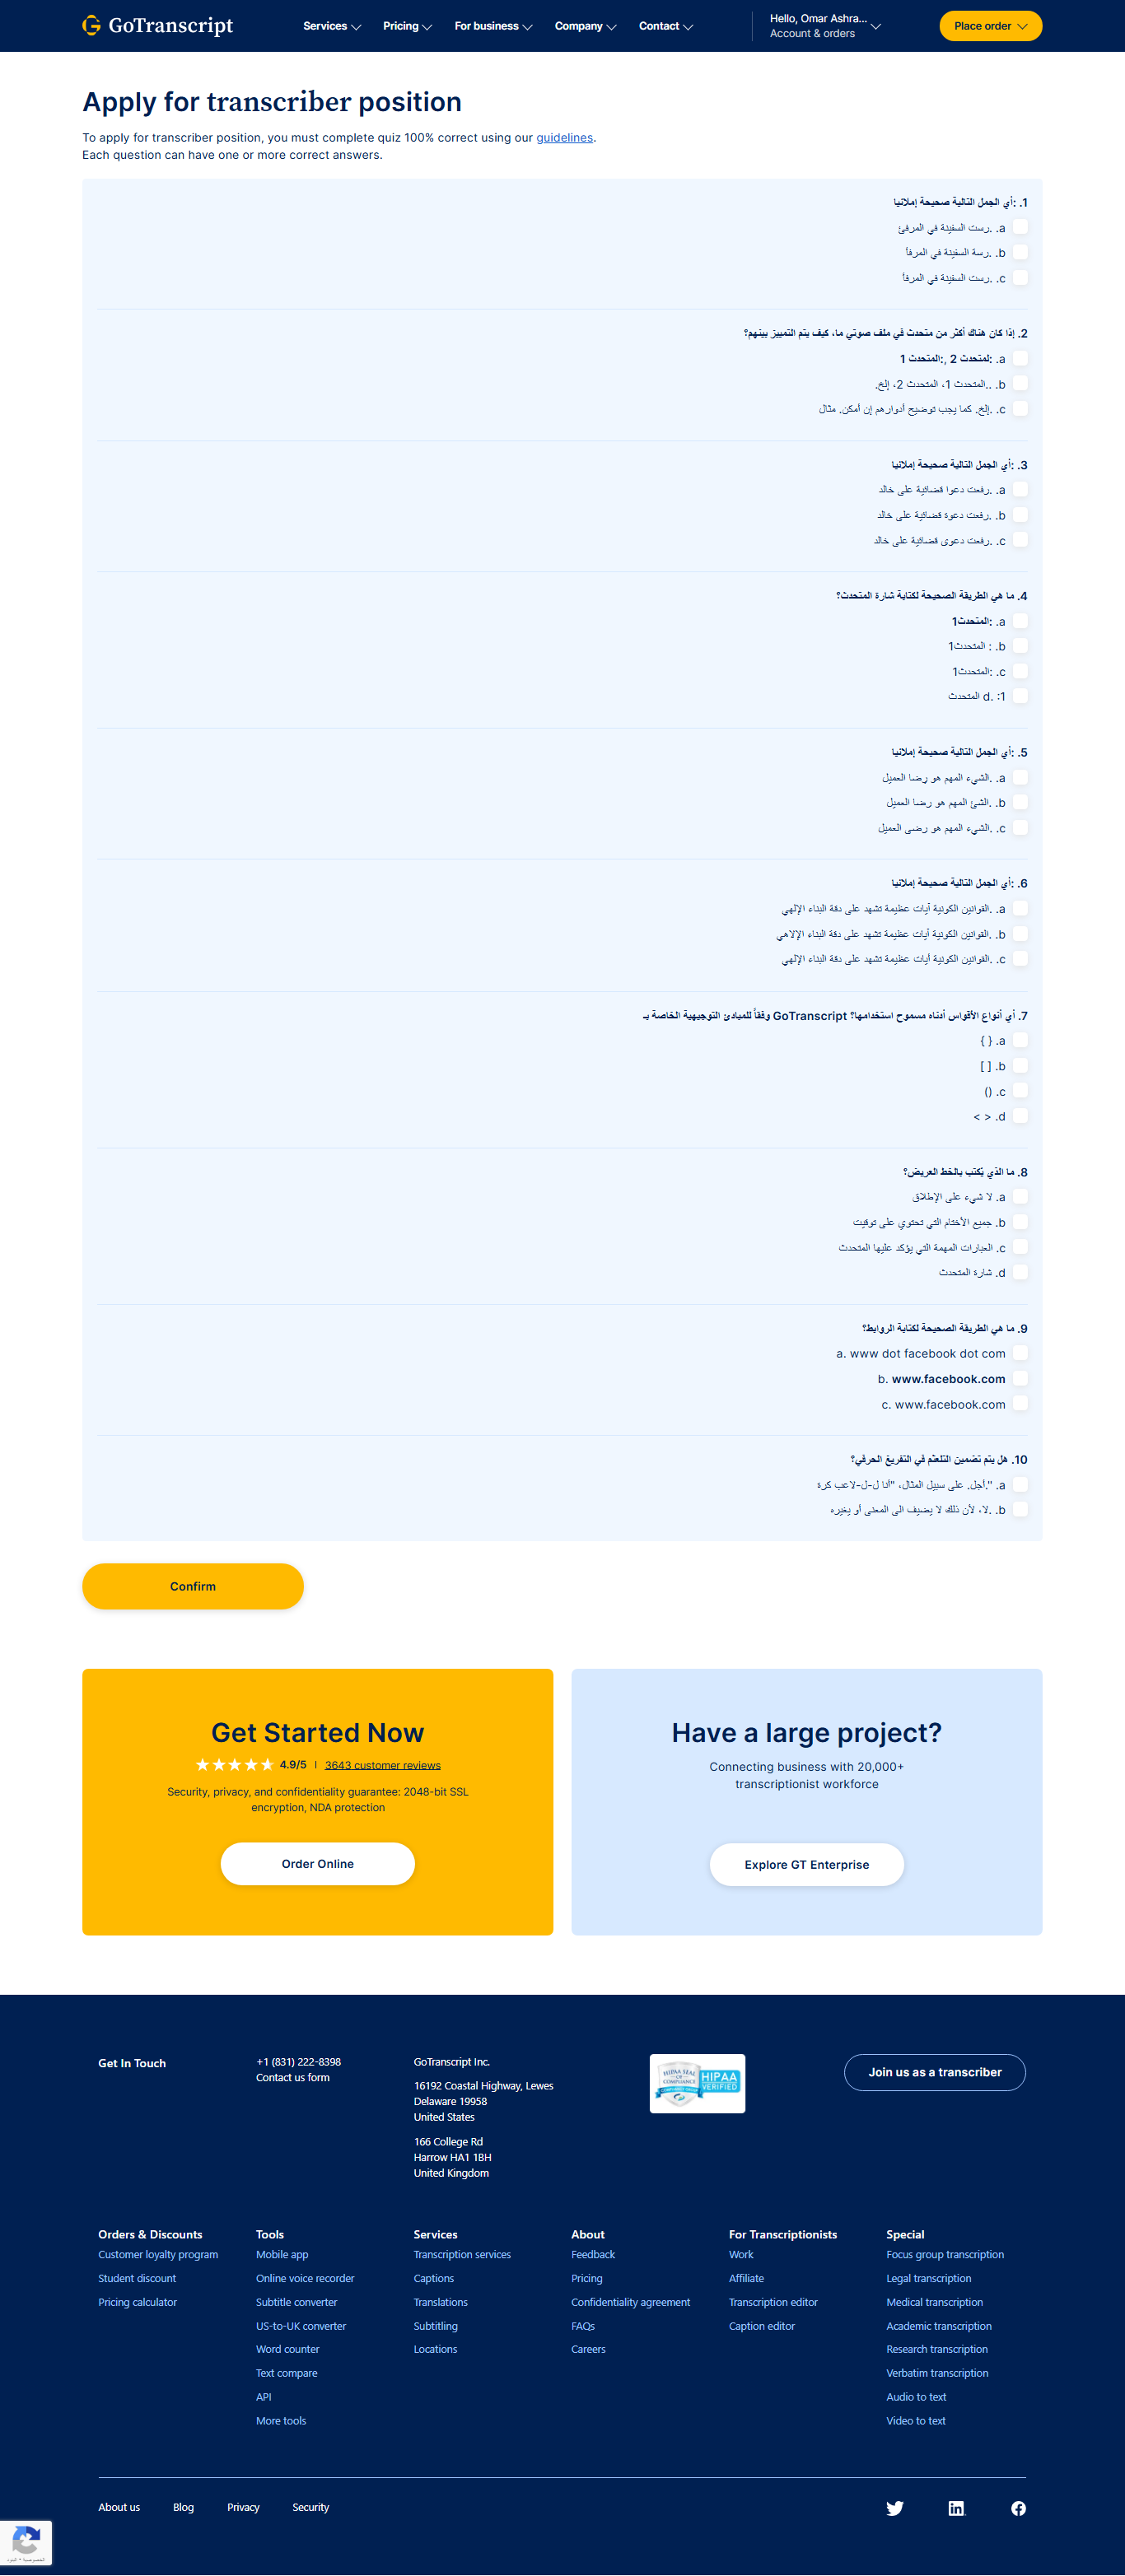 GoTranscript
Services
Pricing
For business
Company
Contact
Hello, Omar Ashra...
Account & orders
Place order
Apply for transcriber position
To apply for transcriber position, you must complete quiz 100% correct using our guidelines.
Each question can have one or more correct answers.
1. :أي الجمل التالية صحيحة إملائيا
a. .رست السفينة في المرفئ
b. .رسة السفينة في المرفأ
c. .رست السفينة في المرفأ
2. إذا كان هناك أكثر من متحدث في ملف صوتي ما، كيف يتم التمييز بينهم؟
a. :لمتحدث 2 ,:المتحدث 1
b. ..المتحدث 1، المتحدث 2، إلخ.
c. .إلخ. كما يجب توضيح أدوارهم إن أمكن. مثال
3. :أي الجمل التالية صحيحة إملائيا
a. .رفعت دعوا قضائية على خالد
b. .رفعت دعوة قضائية على خالد
c. .رفعت دعوى قضائية على خالد
4. ما هي الطريقة الصحيحة لكتابة شارة المتحدث؟
a. :المتحدث1
b. : المتحدث1
c. :المتحدث1
d. :1 المتحدث
5. :أي الجمل التالية صحيحة إملائيا
a. .الشيء المهم هو رضا العميل
b. .الشئ المهم هو رضا العميل
c. .الشيء المهم هو رضى العميل
6. :أي الجمل التالية صحيحة إملائيا
a. .القوانين الكونية آيات عظيمة تشهد على دقة البناء الإلهي
b. .القوانين الكونية أيات عظيمة تشهد على دقة البناء الإلاهي
c. .القوانين الكونية أيات عظيمة تشهد على دقة البناء الإلهي
7. أي أنواع الأقواس أدناه مسموح استخدامها؟ GoTranscript وفقاً للمبادئ التوجيهية الخاصة بـ
a. { }
b. [ ]
c. ()
d. < >
8. ما الذي يُكتب بالخط العريض؟
a. لا شيء على الإطلاق
b. جميع الأختام التي تحتوي على توقيت
c. العبارات المهمة التي يؤكد عليها المتحدث
d. شارة المتحدث
9. ما هي الطريقة الصحيحة لكتابة الروابط؟
a. www dot facebook dot com
b. www.facebook.com
c. www.facebook.com
10. هل يتم تضمين التلعثم في التفريغ الحرفي؟
a. ".أجل. على سبيل المثال، "أنا ل-ل-لاعب كرة
b. .لا، لأن ذلك لا يضيف الى المعنى أو يغيره
Confirm
Get Started Now
4.9/5 | 3643 customer reviews
Security, privacy, and confidentiality guarantee: 2048-bit SSL
encryption, NDA protection
Order Online
Have a large project?
Connecting business with 20,000+
transcriptionist workforce
Explore GT Enterprise
Get In Touch
+1 (831) 222-8398
Contact us form
GoTranscript Inc.
16192 Coastal Highway, Lewes
Delaware 19958
United States
166 College Rd
Harrow HA1 1BH
United Kingdom
HIPAA SEAL
OF
COMPLIANCE
HIPAA
VERIFIED
Join us as a transcriber
Orders & Discounts
Customer loyalty program
Student discount
Pricing calculator
Tools
Mobile app
Online voice recorder
Subtitle converter
US-to-UK converter
Word counter
Text compare
API
More tools
Services
Transcription services
Captions
Translations
Subtitling
Locations
About
Feedback
Pricing
Confidentiality agreement
FAQs
Careers
For Transcriptionists
Work
Affiliate
Transcription editor
Caption editor
Special
Focus group transcription
Legal transcription
Medical transcription
Academic transcription
Research transcription
Verbatim transcription
Audio to text
Video to text
About us
Blog
Privacy
Security
الخصوصية - البنود